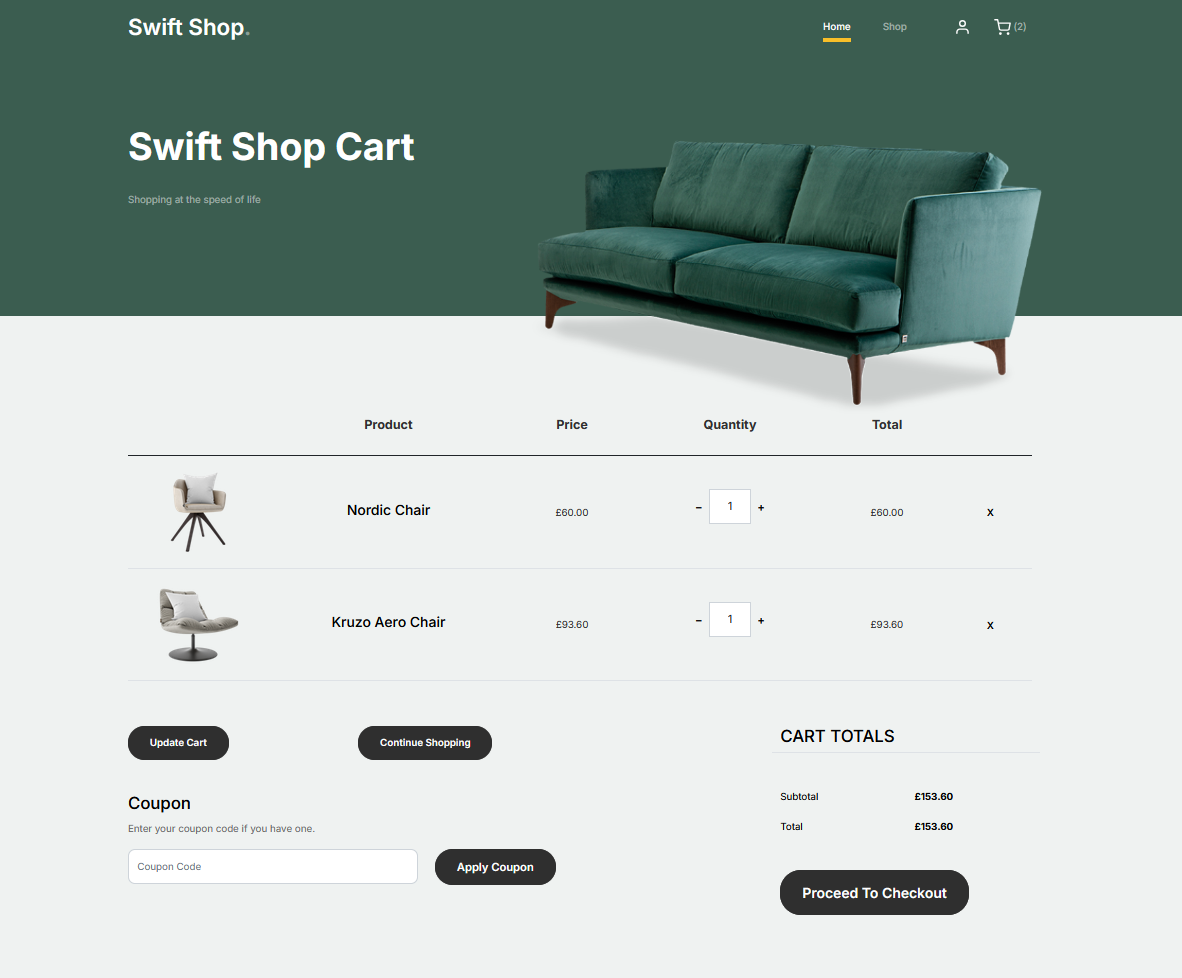 Swift Shop.
Home
Shop
(2)
Swift Shop Cart
Shopping at the speed of life
Product Price Quantity Total
Nordic Chair £60.00 − 1 + £60.00 X
Kruzo Aero Chair £93.60 − 1 + £93.60 X
Update Cart
Continue Shopping
Coupon
Enter your coupon code if you have one.
Coupon Code
Apply Coupon
CART TOTALS
Subtotal £153.60
Total £153.60
Proceed To Checkout